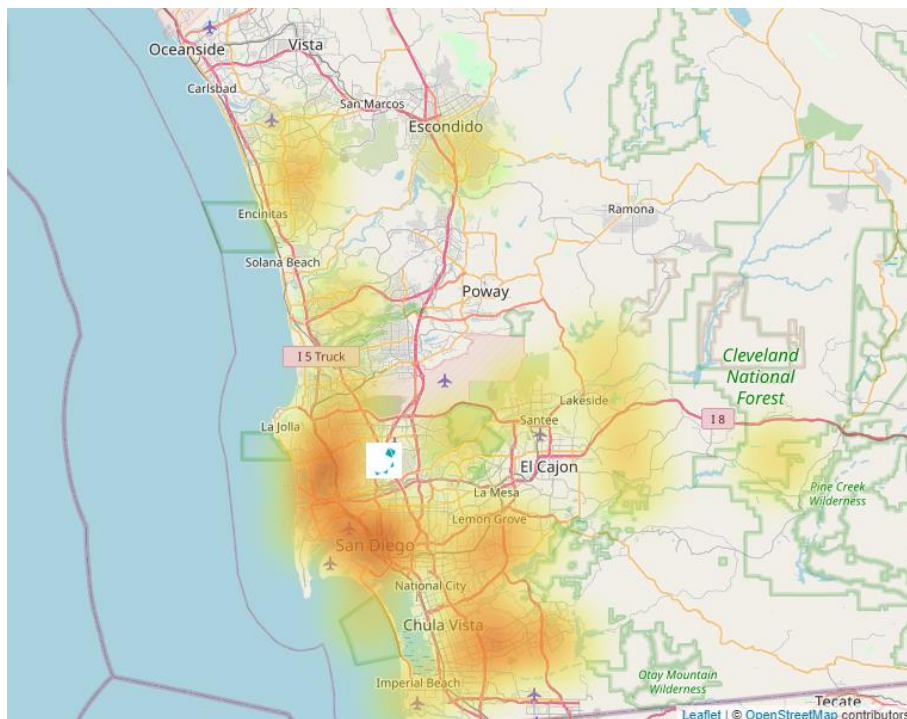 Oceanside
Vista
Carlsbad
San Marcos
Escondido
Encinitas
Ramona
Solana Beach
Poway
I 5 Truck
Cleveland
National
Forest
La Jolla
Lakeside
Santee
I 8
El Cajon
La Mesa
Pine Creek
Wilderness
Lemon Grove
San Diego
National City
Chula Vista
Imperial Beach
Otay Mountain
Wilderness
Tecate
Leaflet | © OpenStreetMap contributors